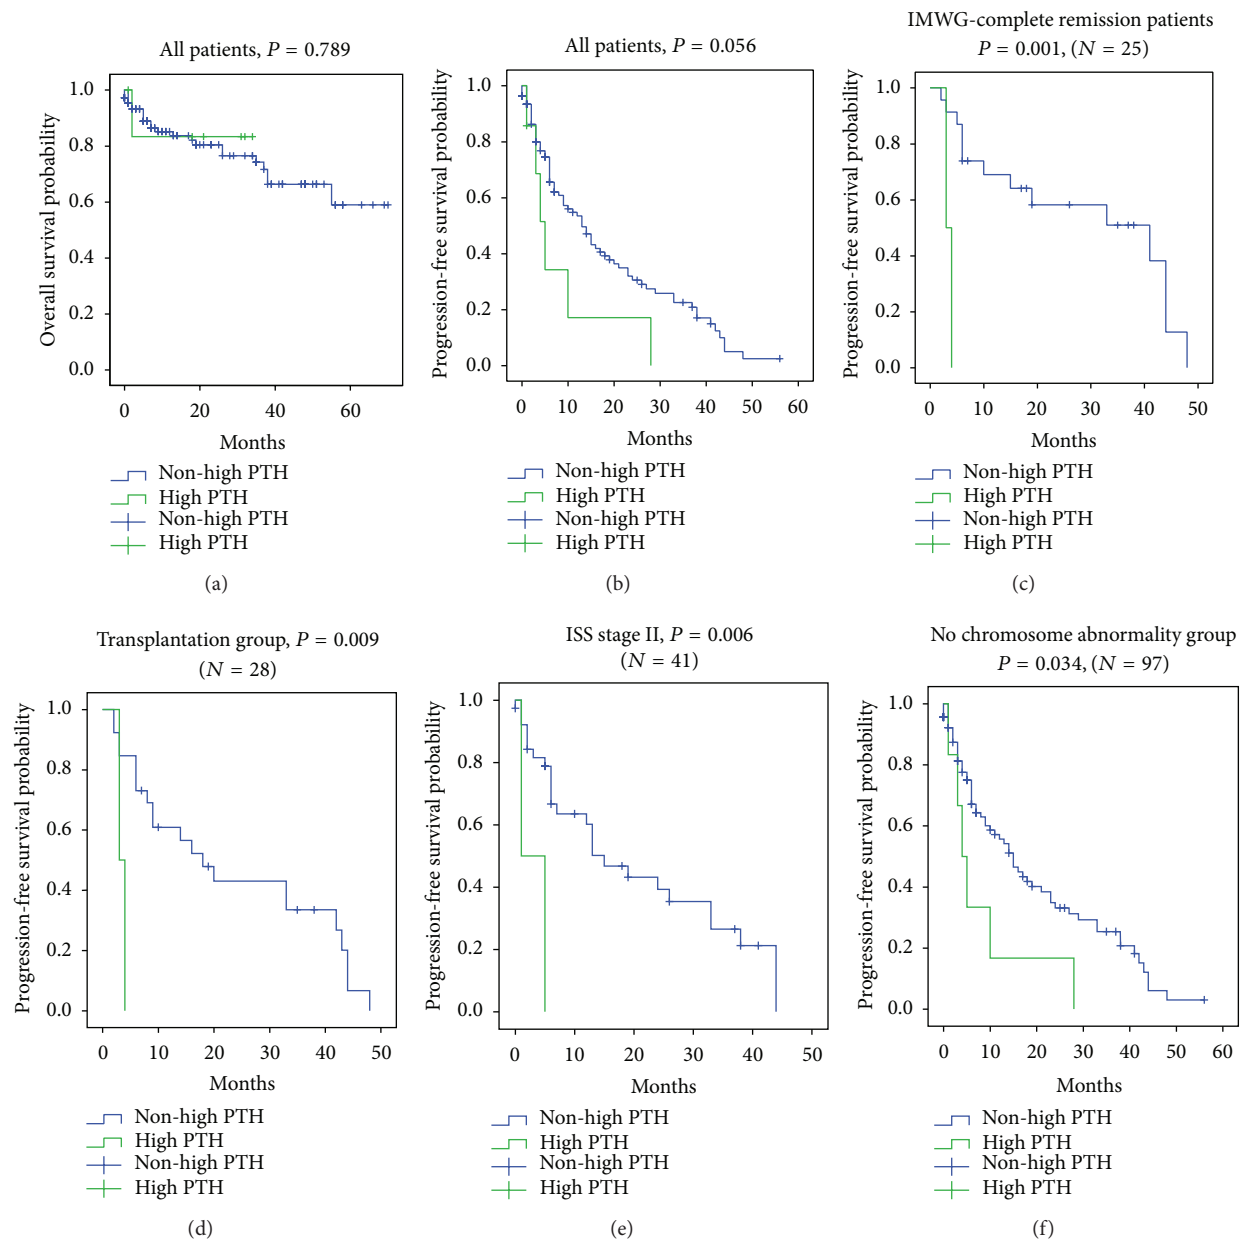 All patients, P = 0.789
Overall survival probability
1.0
0.8
0.6
0.4
0.2
0.0
0 20 40 60
Months
Non-high PTH
High PTH
Non-high PTH
High PTH
(a)
All patients, P = 0.056
Progression-free survival probability
1.0
0.8
0.6
0.4
0.2
0.0
0 10 20 30 40 50 60
Months
Non-high PTH
High PTH
Non-high PTH
High PTH
(b)
IMWG-complete remission patients
P = 0.001, (N = 25)
Progression-free survival probability
1.0
0.8
0.6
0.4
0.2
0.0
0 10 20 30 40 50
Months
Non-high PTH
High PTH
Non-high PTH
High PTH
(c)
Transplantation group, P = 0.009
(N = 28)
Progression-free survival probability
1.0
0.8
0.6
0.4
0.2
0.0
0 10 20 30 40 50
Months
Non-high PTH
High PTH
Non-high PTH
High PTH
(d)
ISS stage II, P = 0.006
(N = 41)
Progression-free survival probability
1.0
0.8
0.6
0.4
0.2
0.0
0 10 20 30 40 50
Months
Non-high PTH
High PTH
Non-high PTH
High PTH
(e)
No chromosome abnormality group
P = 0.034, (N = 97)
Progression-free survival probability
1.0
0.8
0.6
0.4
0.2
0.0
0 10 20 30 40 50 60
Months
Non-high PTH
High PTH
Non-high PTH
High PTH
(f)